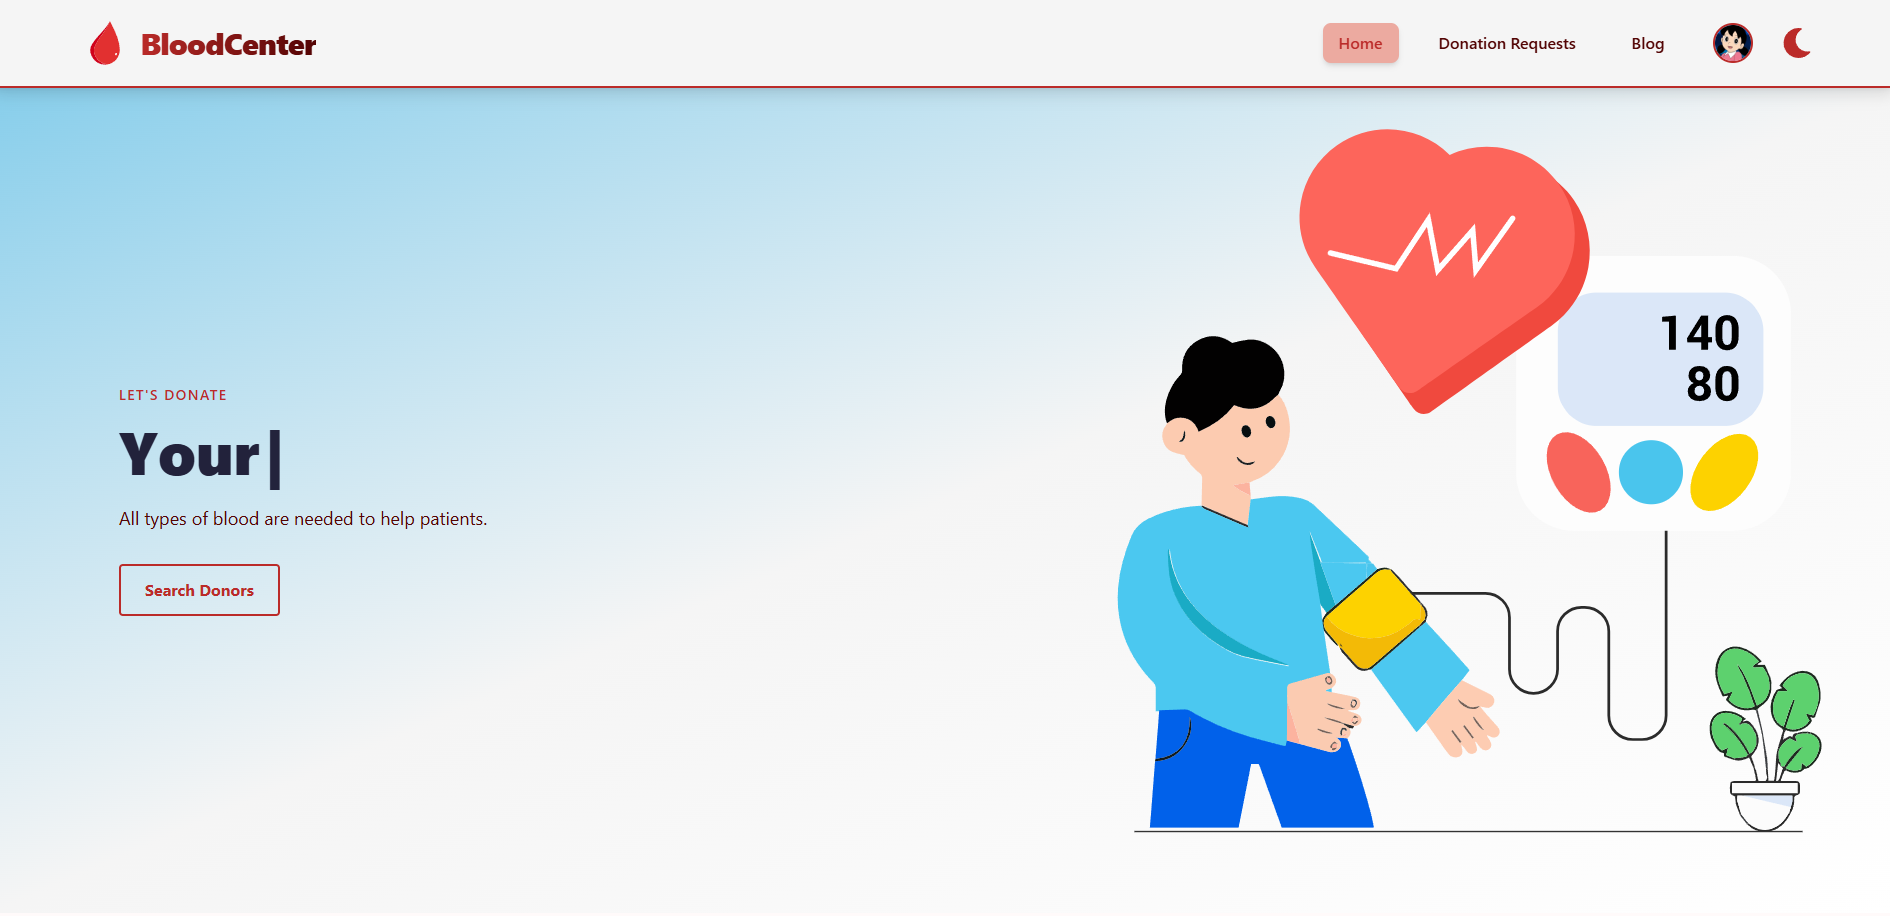 BloodCenter
Home
Donation Requests
Blog
LET'S DONATE
Your|
All types of blood are needed to help patients.
Search Donors
140
80